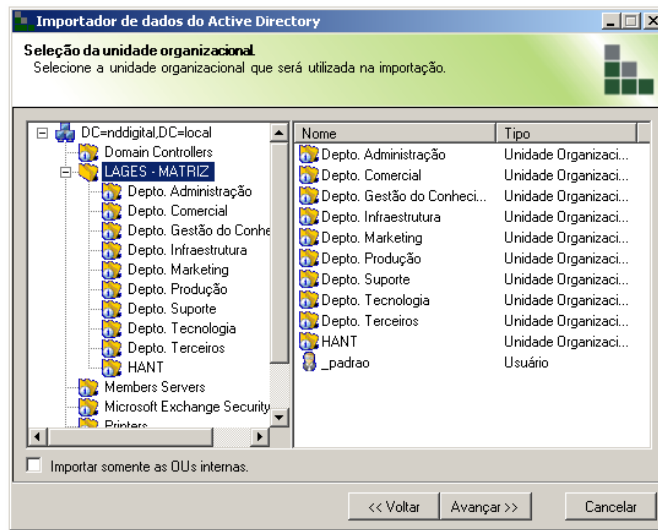 Importador de dados do Active Directory
Seleção da unidade organizacional.
Selecione a unidade organizacional que será utilizada na importação.
DC=nddigital,DC=local
Domain Controllers
LAGES - MATRIZ
Depto. Administração
Depto. Comercial
Depto. Gestão do Conhe
Depto. Infraestrutura
Depto. Marketing
Depto. Produção
Depto. Suporte
Depto. Tecnologia
Depto. Terceiros
HANT
Members Servers
Microsoft Exchange Security
Printers
Nome Tipo
Depto. Administração Unidade Organizaci...
Depto. Comercial Unidade Organizaci...
Depto. Gestão do Conheci... Unidade Organizaci...
Depto. Infraestrutura Unidade Organizaci...
Depto. Marketing Unidade Organizaci...
Depto. Produção Unidade Organizaci...
Depto. Suporte Unidade Organizaci...
Depto. Tecnologia Unidade Organizaci...
Depto. Terceiros Unidade Organizaci...
HANT Unidade Organizaci...
_padrao Usuário
Importar somente as OUs internas.
<< Voltar Avançar >> Cancelar